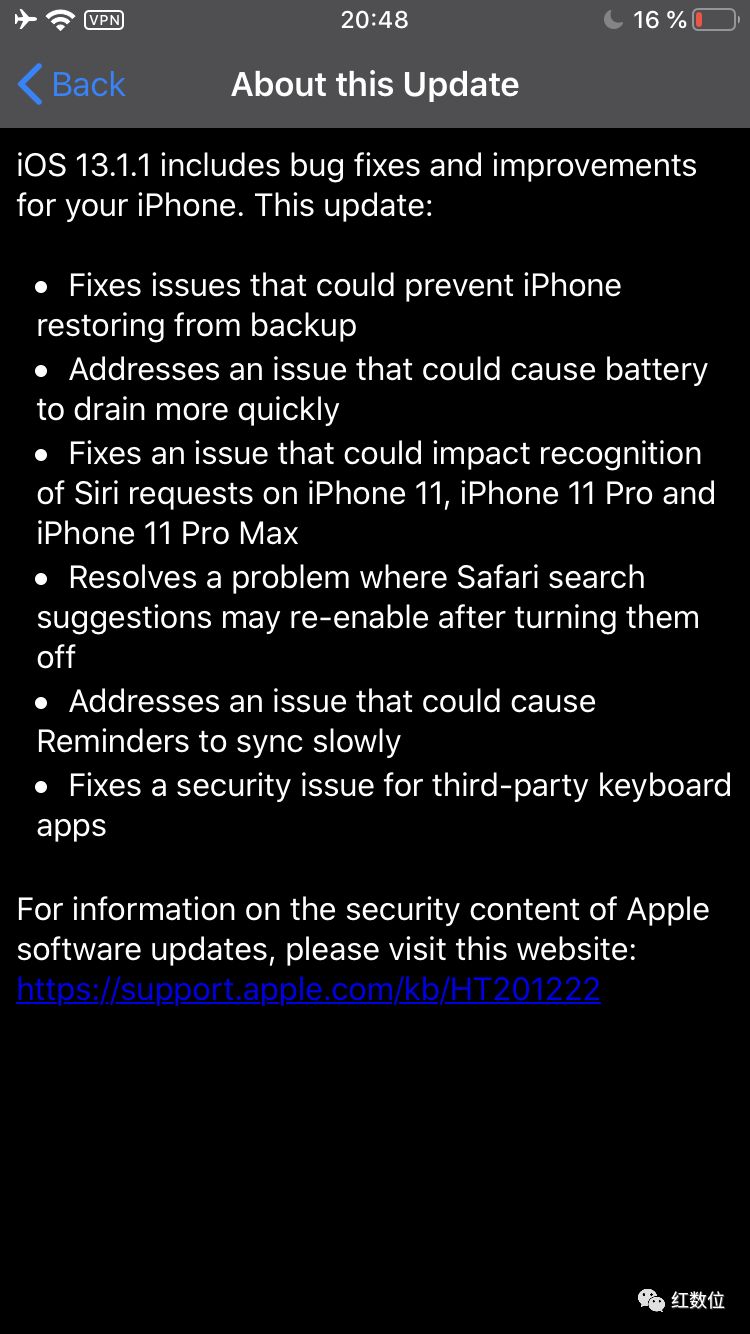 VPN 20:48 16 %
Back About this Update
iOS 13.1.1 includes bug fixes and improvements
for your iPhone. This update:
• Fixes issues that could prevent iPhone
restoring from backup
• Addresses an issue that could cause battery
to drain more quickly
• Fixes an issue that could impact recognition
of Siri requests on iPhone 11, iPhone 11 Pro and
iPhone 11 Pro Max
• Resolves a problem where Safari search
suggestions may re-enable after turning them
off
• Addresses an issue that could cause
Reminders to sync slowly
• Fixes a security issue for third-party keyboard
apps
For information on the security content of Apple
software updates, please visit this website:
https://support.apple.com/kb/HT201222
红数位